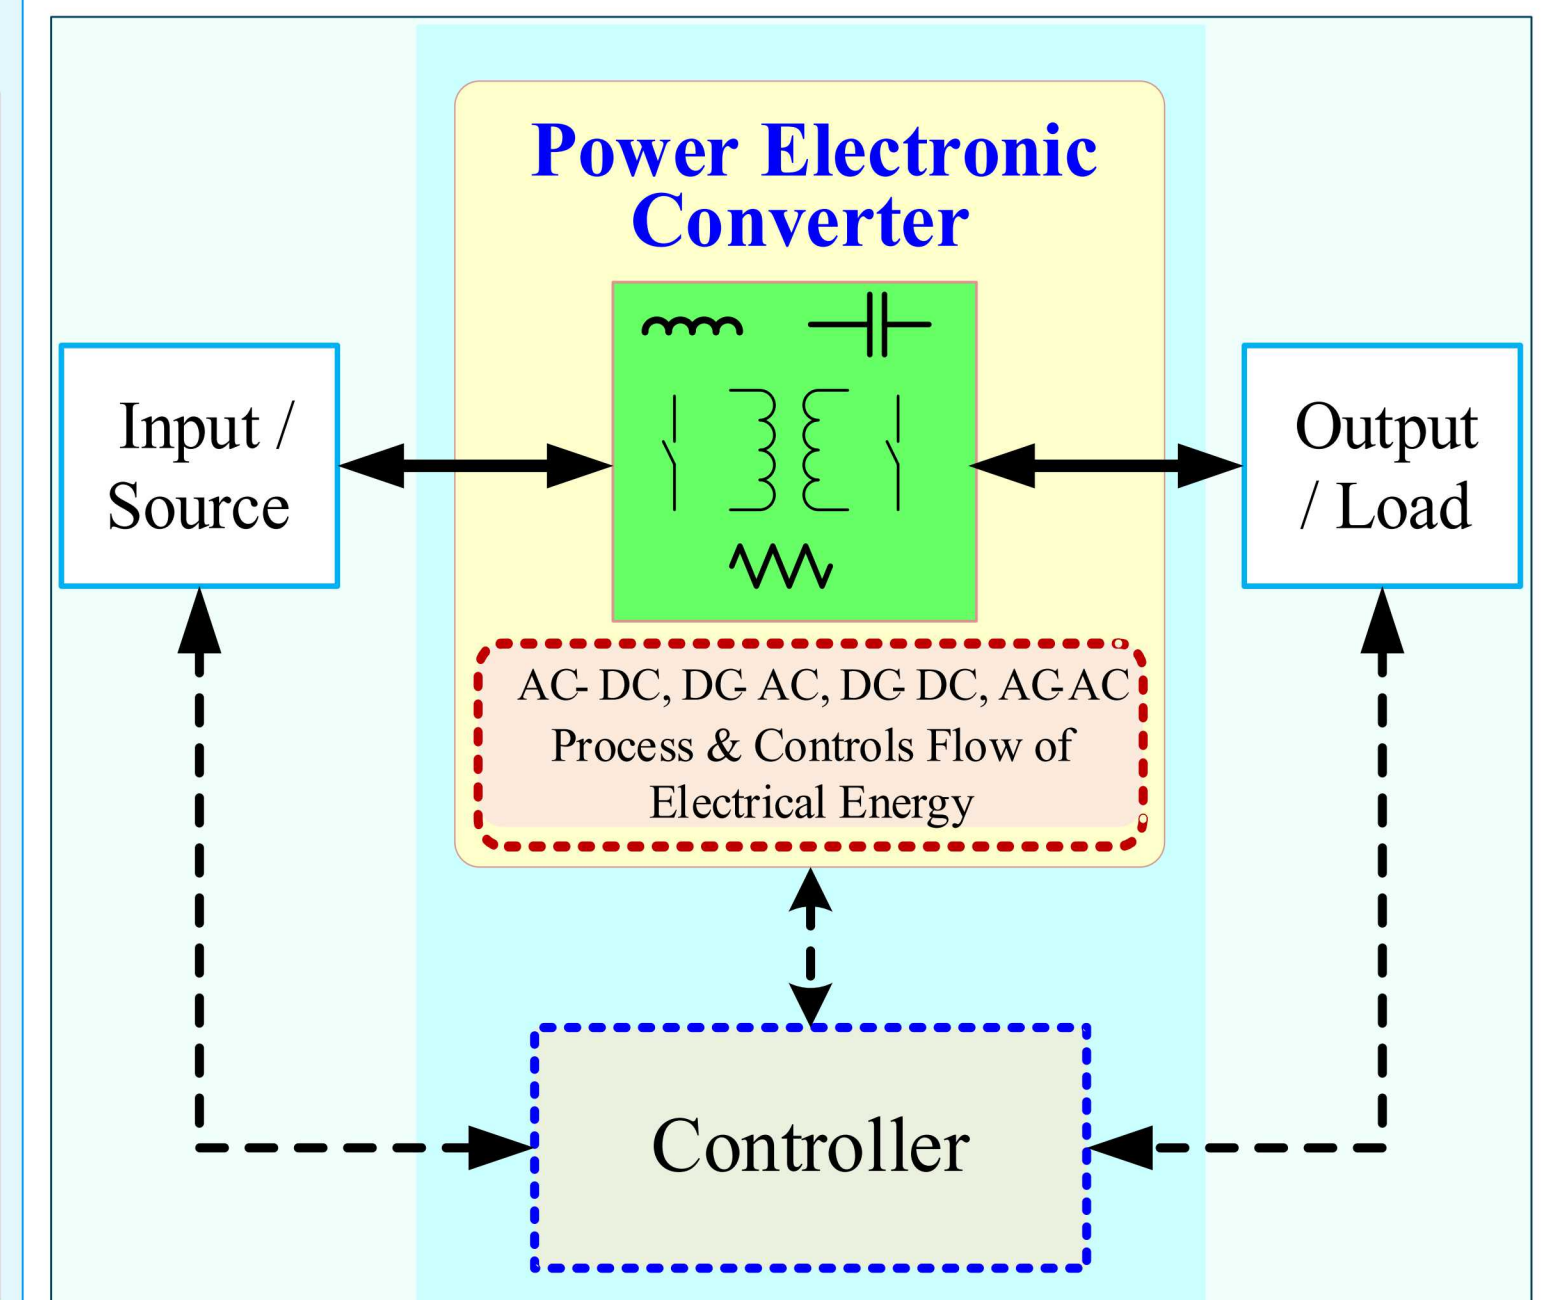 Power Electronic
Converter
Input /
Source
Output
/ Load
AC- DC, DC- AC, DC- DC, AC-AC
Process & Controls Flow of
Electrical Energy
Controller